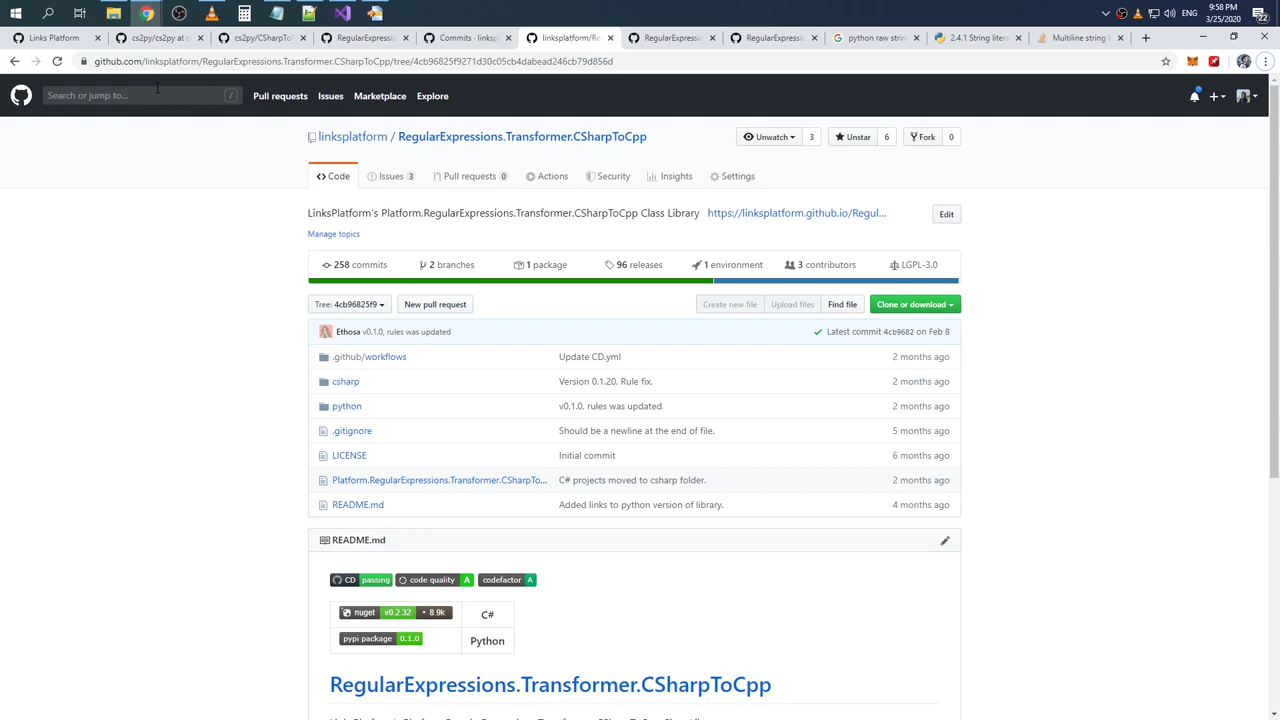 ENG
9:58 PM
3/25/2020
22
Links Platform
cs2py/cs2py at c
cs2py/CSharpToP
RegularExpressio
Commits · linksp
linksplatform/Re
RegularExpressi
RegularExpressi
python raw strin
2.4.1 String litera
Multiline string R
github.com/linksplatform/RegularExpressions.Transformer.CSharpToCpp/tree/4cb96825f9271d30c05cb4dabead246cb79d856d
Search or jump to...
/
Pull requests
Issues
Marketplace
Explore
linksplatform / RegularExpressions.Transformer.CSharpToCpp
Unwatch 3
Unstar 6
Fork 0
Code
Issues 3
Pull requests 0
Actions
Security
Insights
Settings
LinksPlatform's Platform.RegularExpressions.Transformer.CSharpToCpp Class Library https://linksplatform.github.io/Regul...
Edit
Manage topics
258 commits
2 branches
1 package
96 releases
1 environment
3 contributors
LGPL-3.0
Tree: 4cb96825f9
New pull request
Create new file
Upload files
Find file
Clone or download
Ethosa v0.1.0, rules was updated
Latest commit 4cb9682 on Feb 8
.github/workflows Update CD.yml 2 months ago
csharp Version 0.1.20. Rule fix. 2 months ago
python v0.1.0, rules was updated 2 months ago
.gitignore Should be a newline at the end of file. 5 months ago
LICENSE Initial commit 6 months ago
Platform.RegularExpressions.Transformer.CSharpTo... C# projects moved to csharp folder. 2 months ago
README.md Added links to python version of library. 4 months ago
README.md
CD passing
code quality A
codefactor A
nuget v0.2.32 8.9k C#
pypi package 0.1.0 Python
RegularExpressions.Transformer.CSharpToCpp